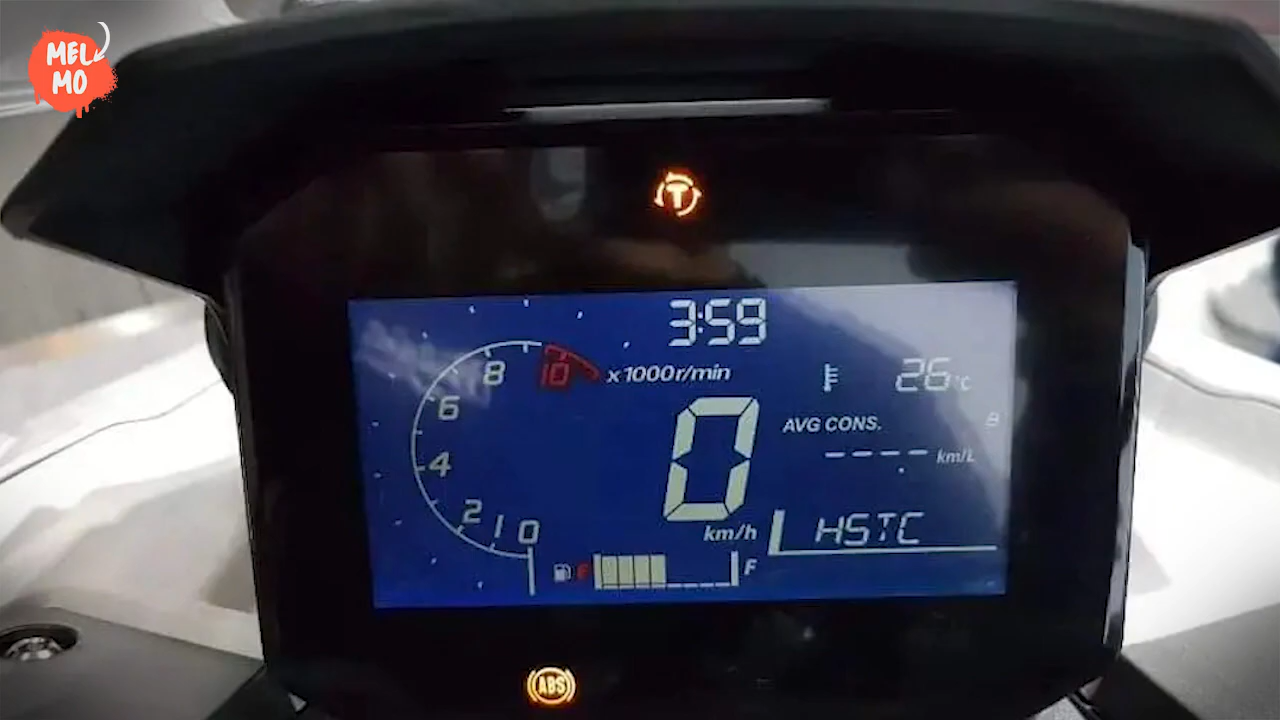 MEL
MO
T
3:59
10
x1000r/min
8
6
4
2
1
0
26°C
AVG CONS.
---- km/L
0
km/h
HSTC
F
ABS